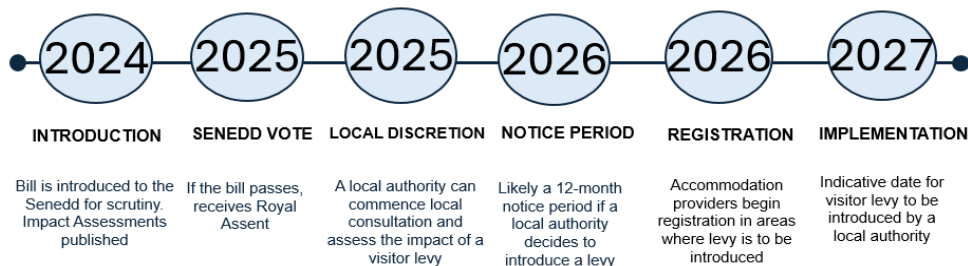 2024
2025
2025
2026
2026
2027
INTRODUCTION
SENEDD VOTE
LOCAL DISCRETION
NOTICE PERIOD
REGISTRATION
IMPLEMENTATION
Bill is introduced to the
Senedd for scrutiny.
Impact Assessments
published
If the bill passes,
receives Royal
Assent
A local authority can
commence local
consultation and
assess the impact of a
visitor levy
Likely a 12-month
notice period if a
local authority
decides to
introduce a levy
Accommodation
providers begin
registration in areas
where levy is to be
introduced
Indicative date for
visitor levy to be
introduced by a
local authority